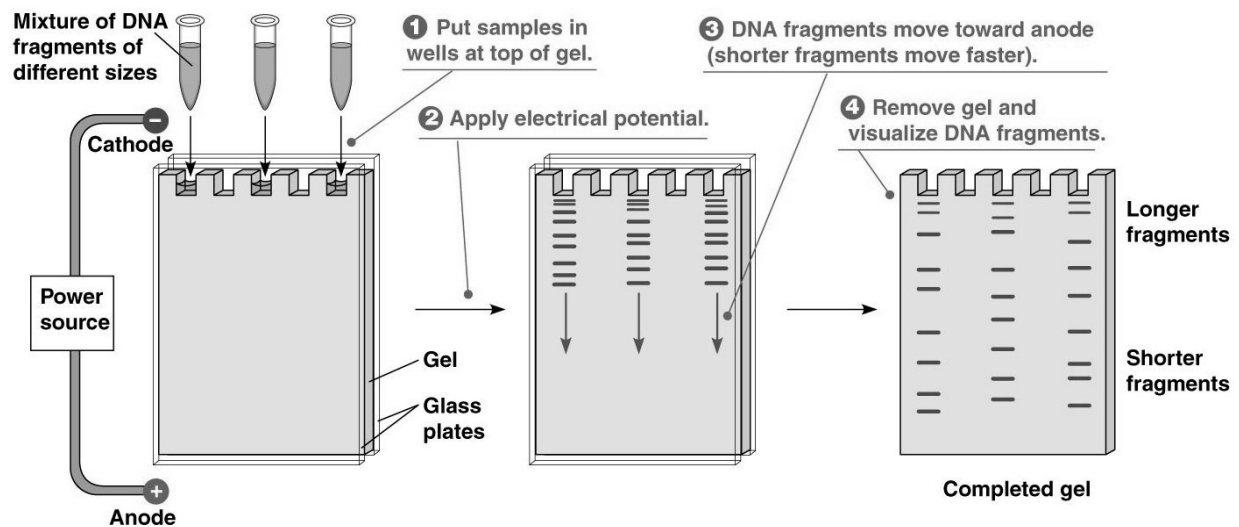 Mixture of DNA
fragments of
different sizes
1 Put samples in
wells at top of gel.
2 Apply electrical potential.
3 DNA fragments move toward anode
(shorter fragments move faster).
4 Remove gel and
visualize DNA fragments.
−
Cathode
Power
source
Gel
Glass
plates
+
Anode
Longer
fragments
Shorter
fragments
Completed gel